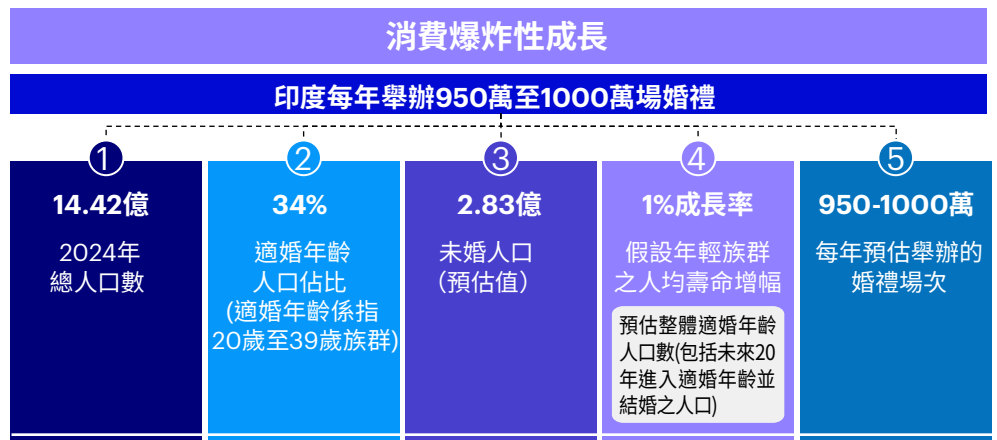 消費爆炸性成長
印度每年舉辦950萬至1000萬場婚禮
1
14.42億
2024年
總人口數
2
34%
適婚年齡
人口佔比
(適婚年齡係指
20歲至39歲族群)
3
2.83億
未婚人口
（預估值）
4
1%成長率
假設年輕族群
之人均壽命增幅
預估整體適婚年齡
人口數(包括未來20
年進入適婚年齡並
結婚之人口)
5
950-1000萬
每年預估舉辦的
婚禮場次